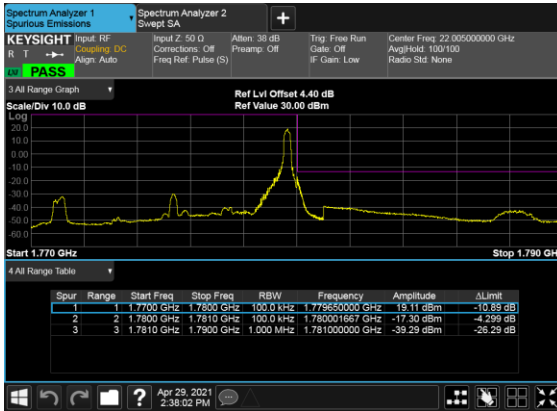 Spectrum Analyzer 1
Spurious Emissions
Spectrum Analyzer 2
Swept SA
KEYSIGHT
R T
LXI PASS
Input: RF
Coupling: DC
Align: Auto
Input Z: 50 Ω
Corrections: Off
Freq Ref: Pulse (S)
Atten: 38 dB
Preamp: Off
Trig: Free Run
Gate: Off
IF Gain: Low
Center Freq: 22.005000000 GHz
Avg|Hold: 100/100
Radio Std: None
3 All Range Graph
Scale/Div 10.0 dB
Ref Lvl Offset 4.40 dB
Ref Value 30.00 dBm
Log
20.0
10.0
0.00
-10.0
-20.0
-30.0
-40.0
-50.0
-60.0
Start 1.770 GHz
Stop 1.790 GH
4 All Range Table
Spur Range Start Freq Stop Freq RBW Frequency Amplitude ΔLimit
1 1 1.7700 GHz 1.7800 GHz 100.0 kHz 1.779650000 GHz 19.11 dBm -10.89 dB
2 2 1.7800 GHz 1.7810 GHz 100.0 kHz 1.780001667 GHz -17.30 dBm -4.299 dB
3 3 1.7810 GHz 1.7900 GHz 1.000 MHz 1.781000000 GHz -39.29 dBm -26.29 dB
Apr 29, 2021
2:38:02 PM